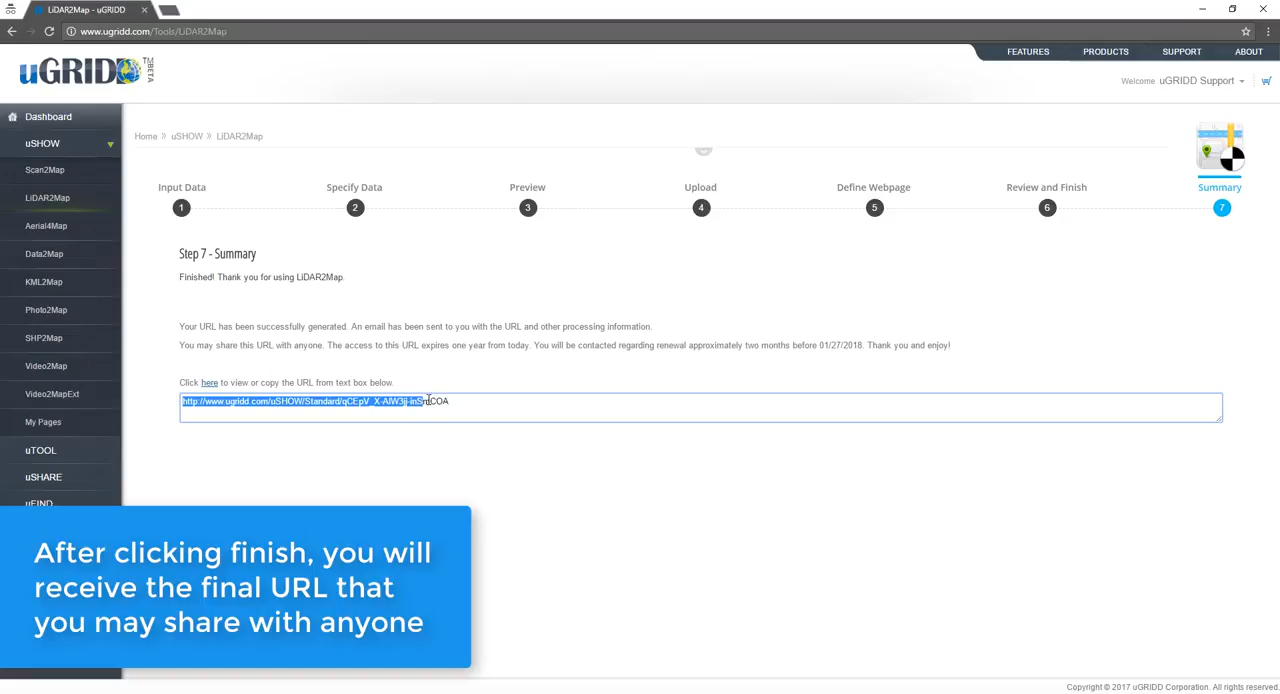 LiDAR2Map - uGRIDD
www.ugridd.com/Tools/LiDAR2Map
FEATURES PRODUCTS SUPPORT ABOUT
uGRIDD TM BETA
Welcome uGRIDD Support
Dashboard
uSHOW
Scan2Map
LiDAR2Map
Aerial4Map
Data2Map
KML2Map
Photo2Map
SHP2Map
Video2Map
Video2MapExt
My Pages
uTOOL
uSHARE
uFIND
Home » uSHOW » LiDAR2Map
Input Data Specify Data Preview Upload Define Webpage Review and Finish Summary
1 2 3 4 5 6 7
Step 7 - Summary
Finished! Thank you for using LiDAR2Map.
Your URL has been successfully generated. An email has been sent to you with the URL and other processing information.
You may share this URL with anyone. The access to this URL expires one year from today. You will be contacted regarding renewal approximately two months before 01/27/2018. Thank you and enjoy!
Click here to view or copy the URL from text box below.
After clicking finish, you will
receive the final URL that
you may share with anyone
Copyright © 2017 uGRIDD Corporation. All rights reserved.